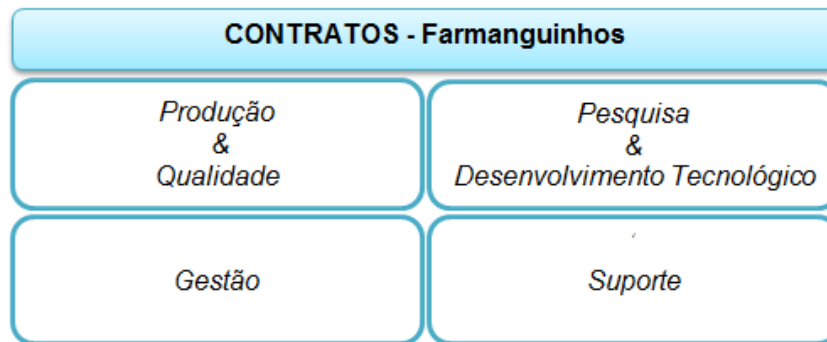 CONTRATOS - Farmanguinhos
Produção
&
Qualidade
Pesquisa
&
Desenvolvimento Tecnológico
Gestão
Suporte